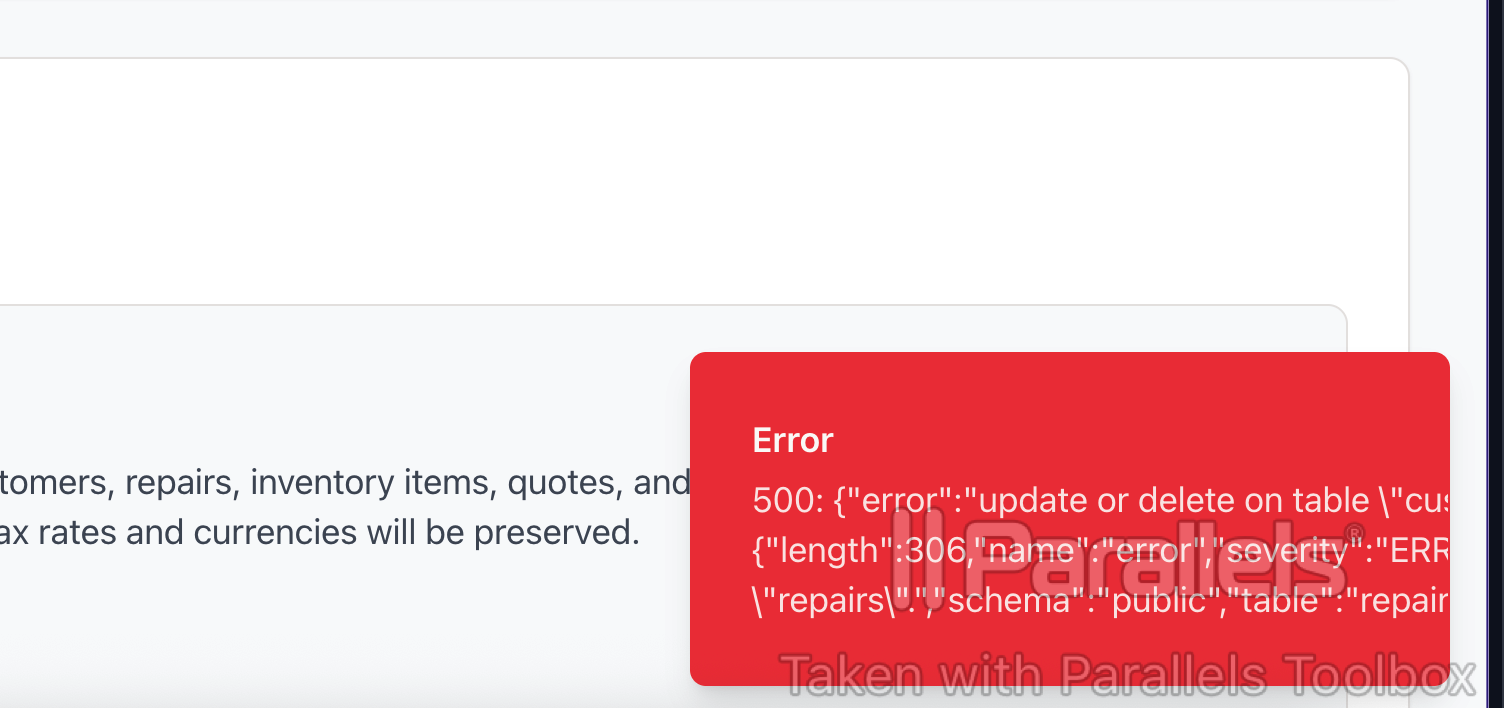 tomers, repairs, inventory items, quotes, and
ax rates and currencies will be preserved.
Error
500: {"error":"update or delete on table \"cus
{"length":306,"name":"error","severity":"ERR
\"repairs\".","schema":"public","table":"repair
Parallels®
Taken with Parallels Toolbox